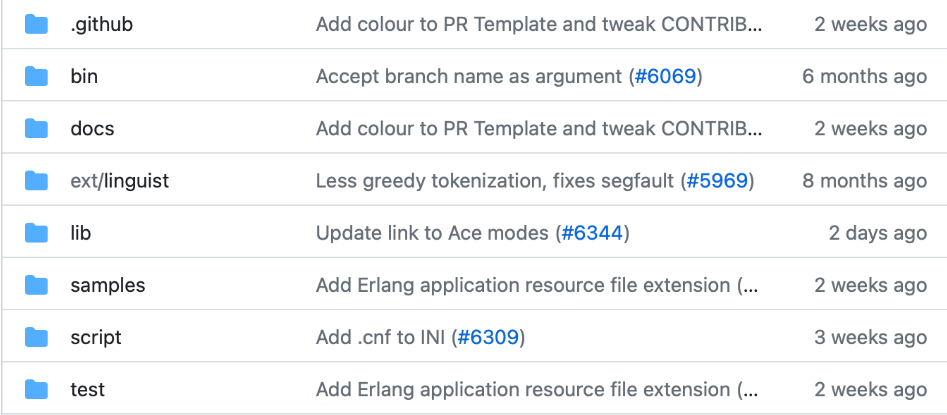 .github Add colour to PR Template and tweak CONTRIB... 2 weeks ago
bin Accept branch name as argument (#6069) 6 months ago
docs Add colour to PR Template and tweak CONTRIB... 2 weeks ago
ext/linguist Less greedy tokenization, fixes segfault (#5969) 8 months ago
lib Update link to Ace modes (#6344) 2 days ago
samples Add Erlang application resource file extension (... 2 weeks ago
script Add .cnf to INI (#6309) 3 weeks ago
test Add Erlang application resource file extension (... 2 weeks ago